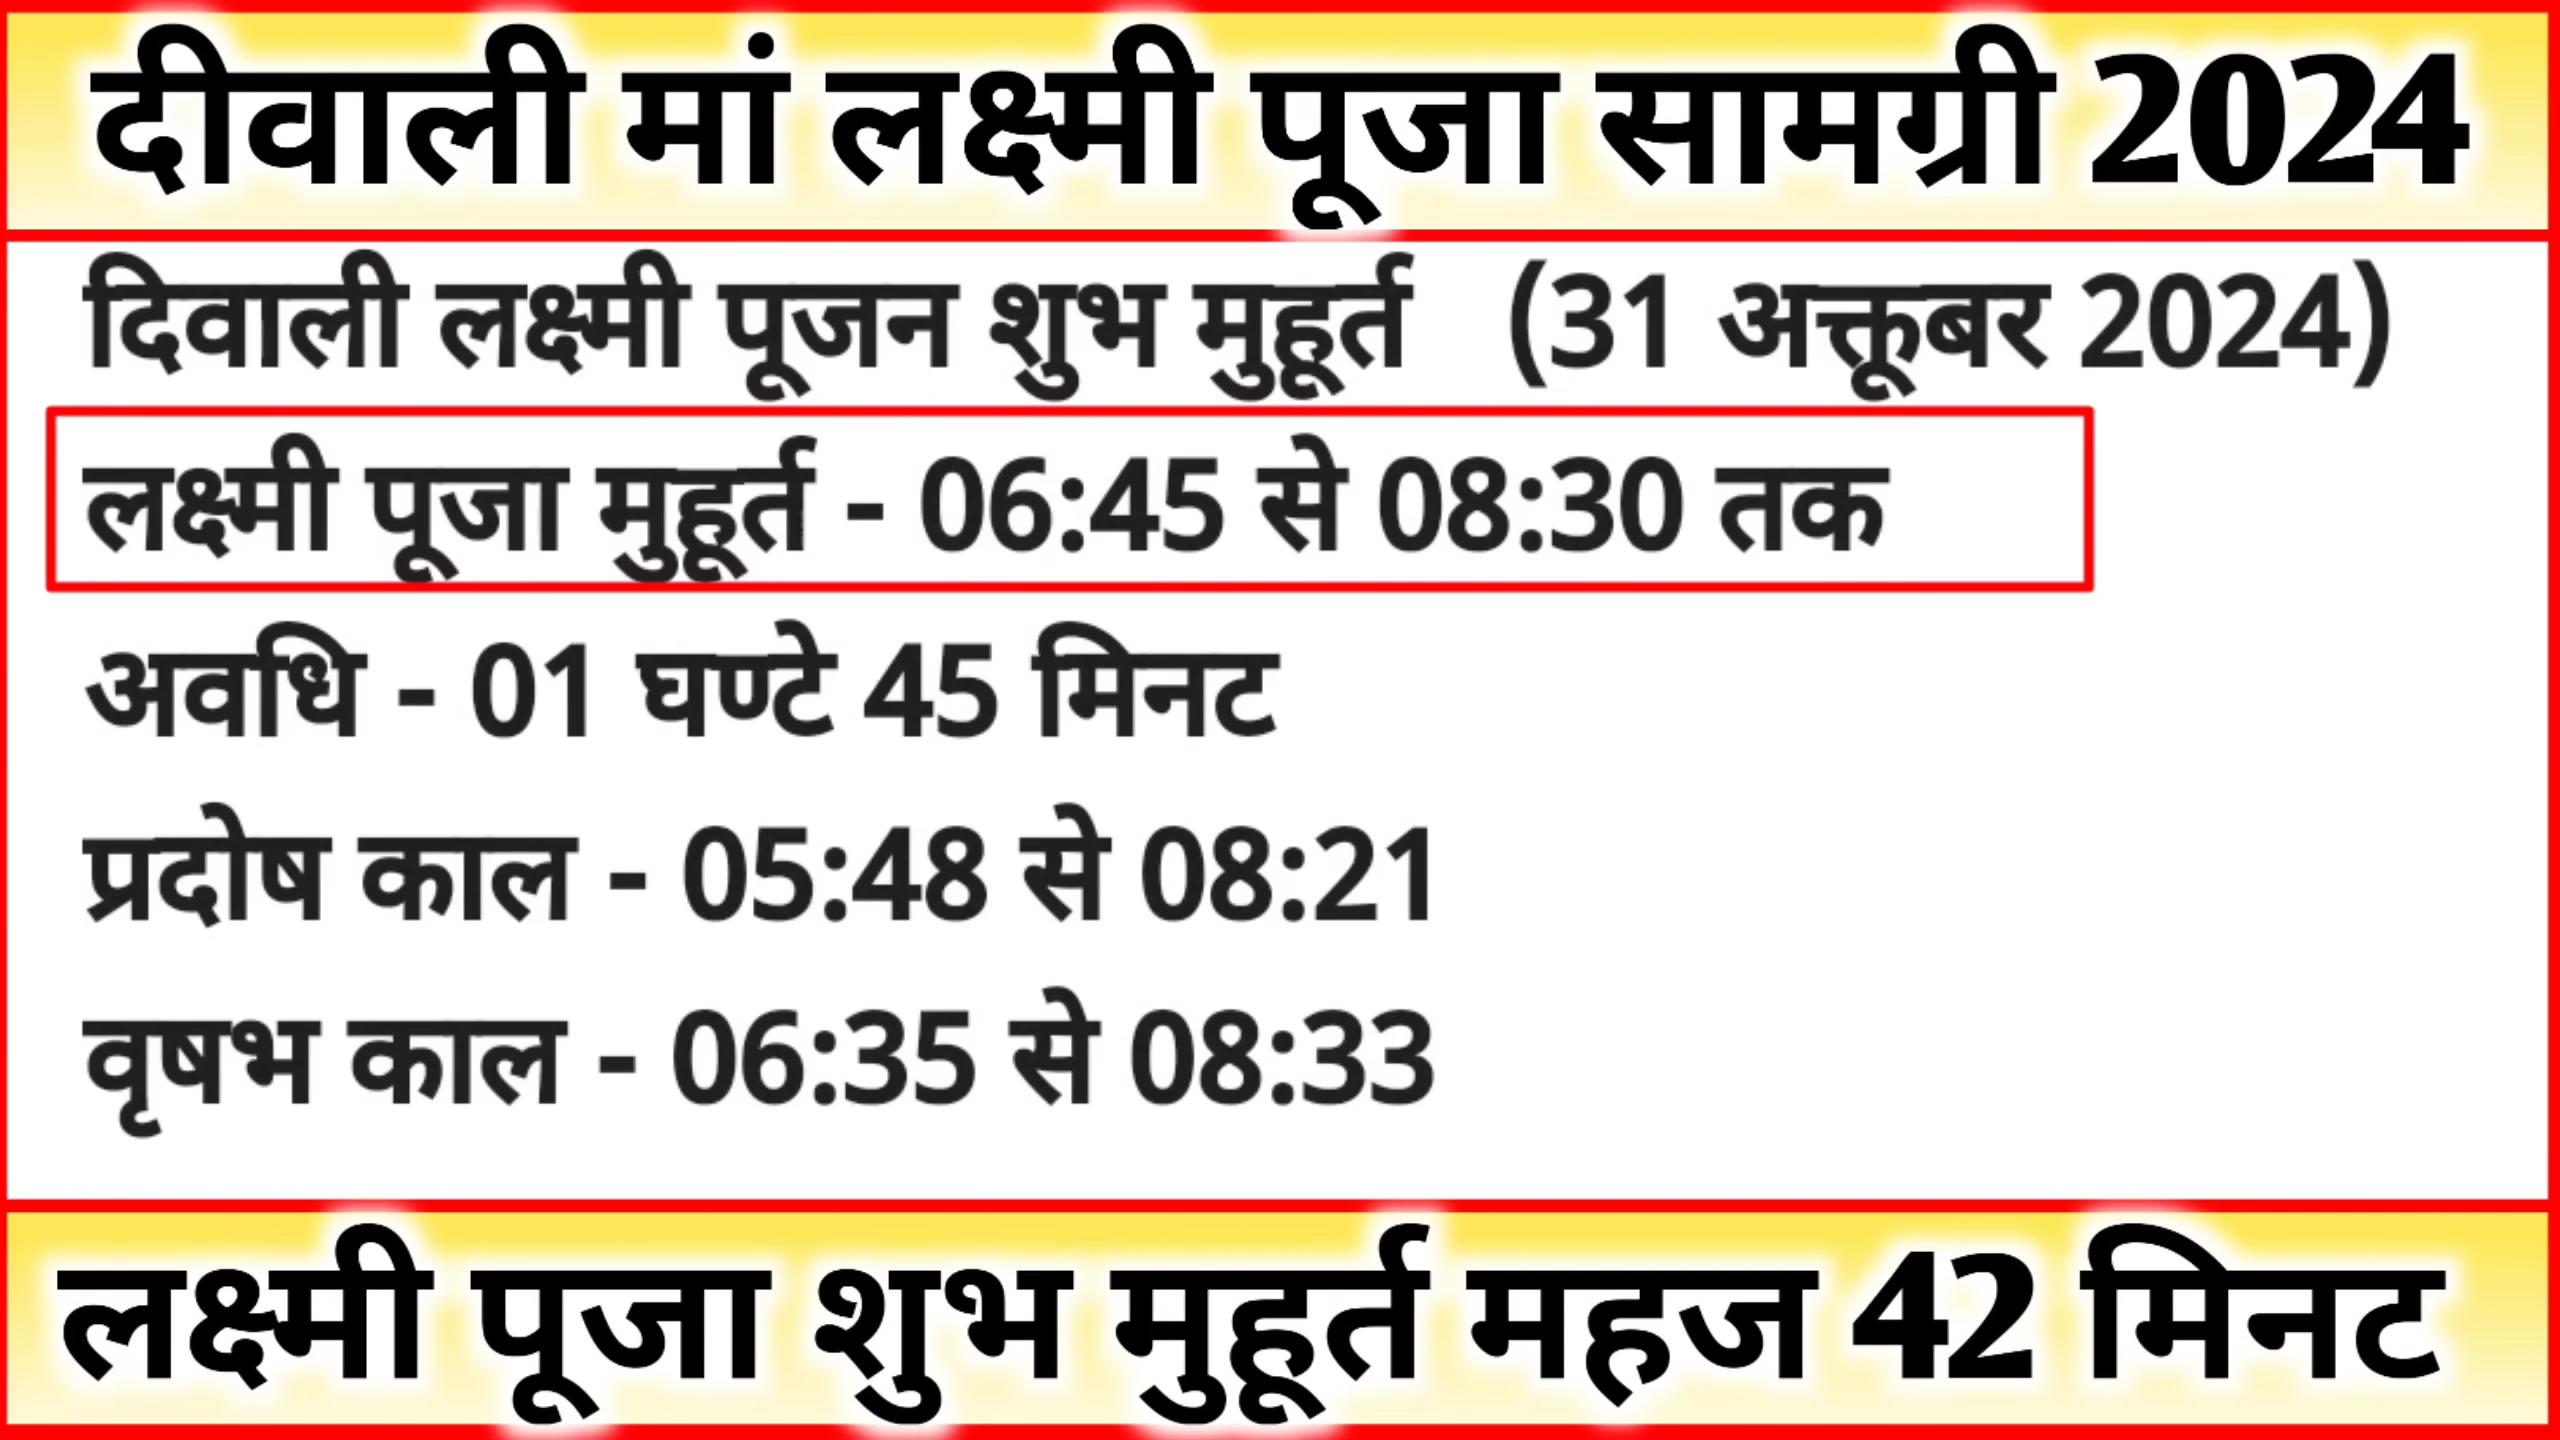 दीवाली मां लक्ष्मी पूजा सामग्री 2024
दिवाली लक्ष्मी पूजन शुभ मुहूर्त (31 अक्तूबर 2024)
लक्ष्मी पूजा मुहूर्त - 06:45 से 08:30 तक
अवधि - 01 घण्टे 45 मिनट
प्रदोष काल - 05:48 से 08:21
वृषभ काल - 06:35 से 08:33
लक्ष्मी पूजा शुभ मुहूर्त महज 42 मिनट